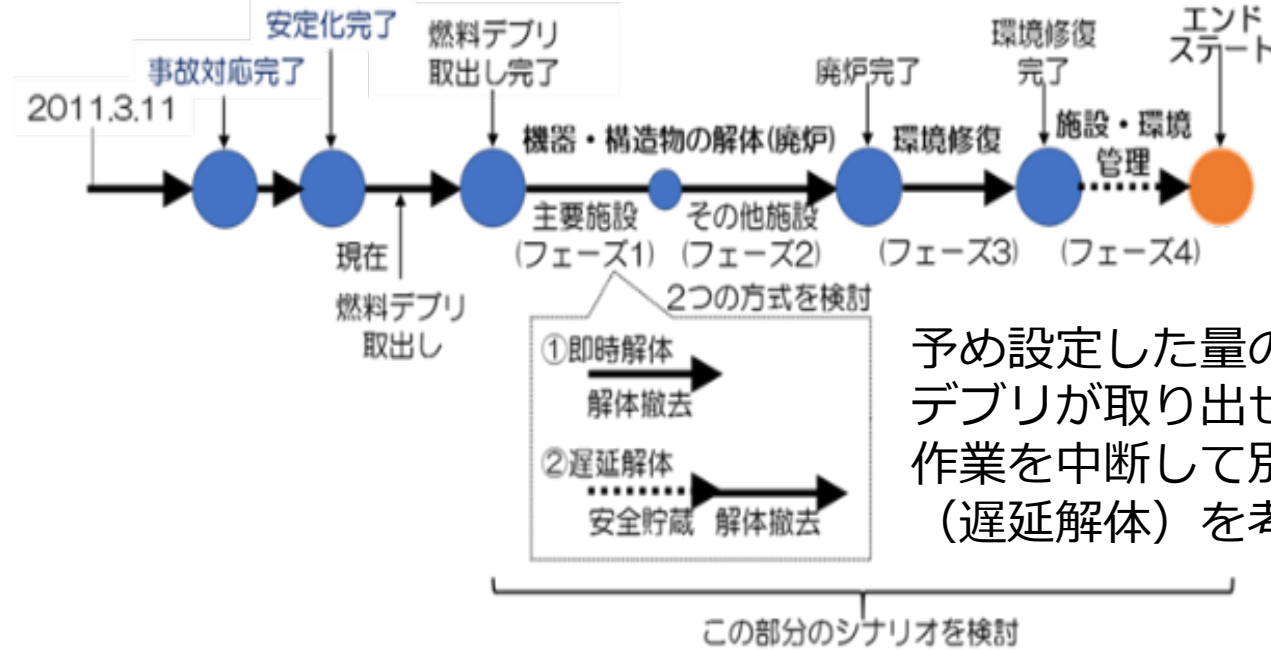 安定化完了
事故対応完了
2011.3.11
燃料デブリ
取出し完了
廃炉完了
環境修復
完了
エンド
ステート
機器・構造物の解体(廃炉)
環境修復
施設・環境
管理
主要施設
(フェーズ1)
その他施設
(フェーズ2)
(フェーズ3)
(フェーズ4)
現在
燃料デブリ
取出し
2つの方式を検討
①即時解体
解体撤去
②遅延解体
安全貯蔵 解体撤去
予め設定した量の
デブリが取り出せ
作業を中断して別
（遅延解体）を考
この部分のシナリオを検討